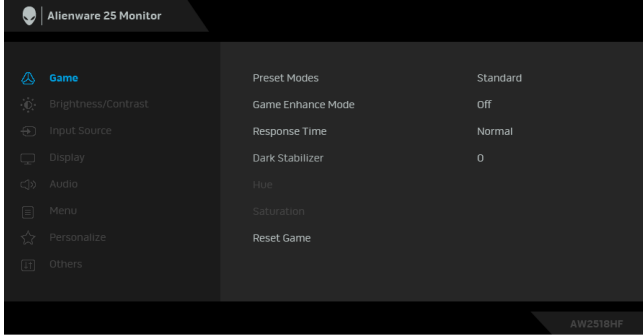 Alienware 25 Monitor
Game
Preset Modes Standard
Brightness/Contrast
Game Enhance Mode Off
Input Source
Response Time Normal
Display
Dark Stabilizer 0
Audio
Hue
Menu
Saturation
Personalize
Reset Game
Others
AW2518HF